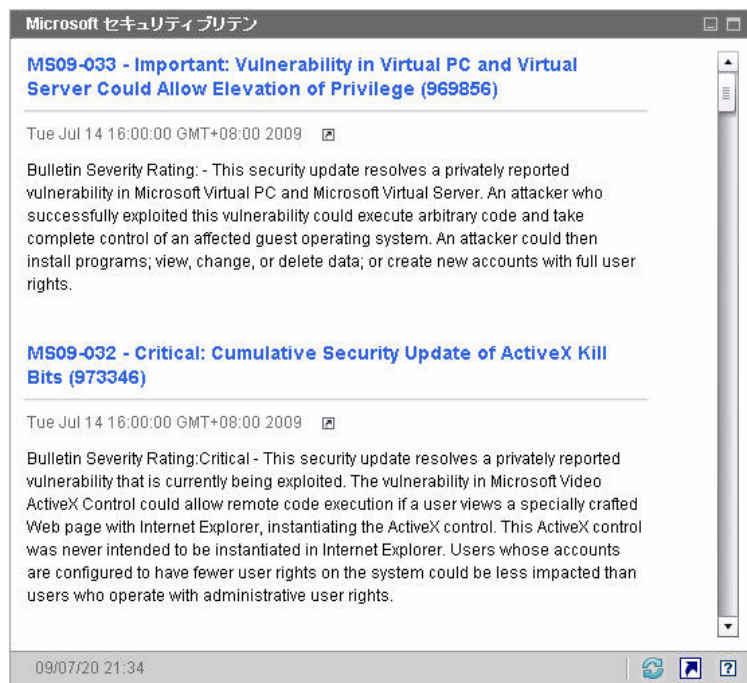 Microsoft セキュリティブリテン
MS09-033 - Important: Vulnerability in Virtual PC and Virtual
Server Could Allow Elevation of Privilege (969856)
Tue Jul 14 16:00:00 GMT+08:00 2009
Bulletin Severity Rating: - This security update resolves a privately reported
vulnerability in Microsoft Virtual PC and Microsoft Virtual Server. An attacker who
successfully exploited this vulnerability could execute arbitrary code and take
complete control of an affected guest operating system. An attacker could then
install programs; view, change, or delete data; or create new accounts with full user
rights.
MS09-032 - Critical: Cumulative Security Update of ActiveX Kill
Bits (973346)
Tue Jul 14 16:00:00 GMT+08:00 2009
Bulletin Severity Rating:Critical - This security update resolves a privately reported
vulnerability that is currently being exploited. The vulnerability in Microsoft Video
ActiveX Control could allow remote code execution if a user views a specially crafted
Web page with Internet Explorer, instantiating the ActiveX control. This ActiveX control
was never intended to be instantiated in Internet Explorer. Users whose accounts
are configured to have fewer user rights on the system could be less impacted than
users who operate with administrative user rights.
09/07/20 21:34
?